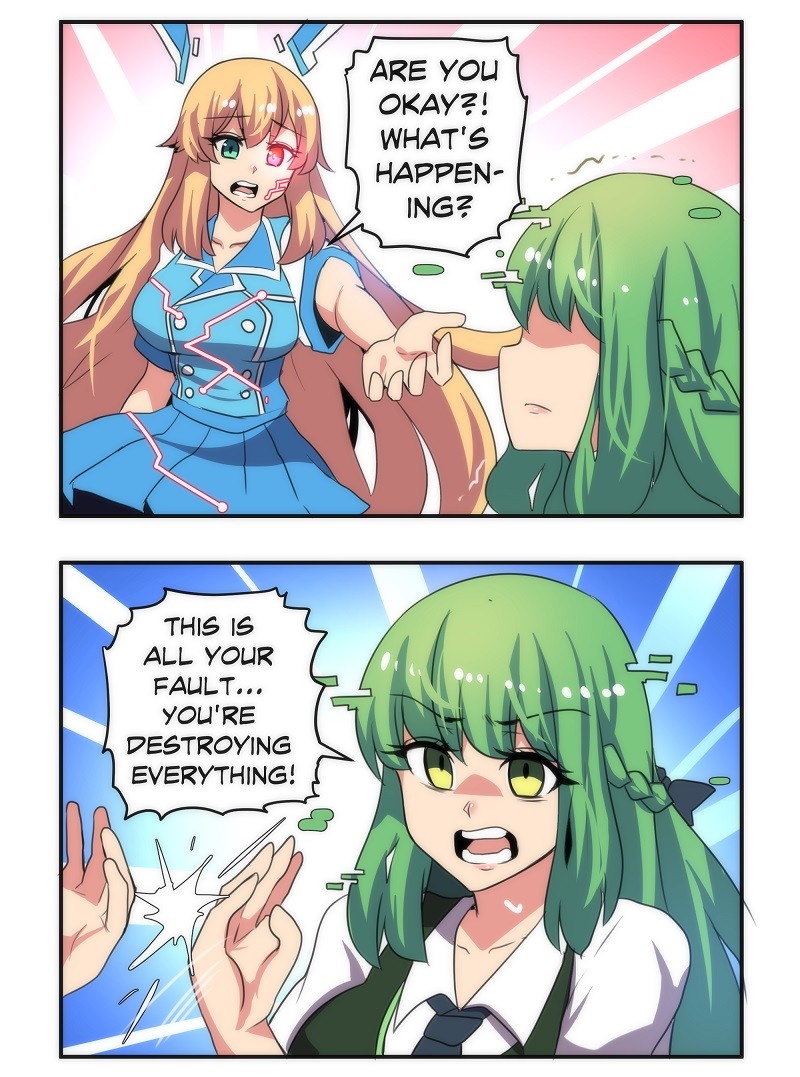 ARE YOU
OKAY?!
WHAT'S
HAPPEN-
ING?
THIS IS
ALL YOUR
FAULT...
YOU'RE
DESTROYING
EVERYTHING!